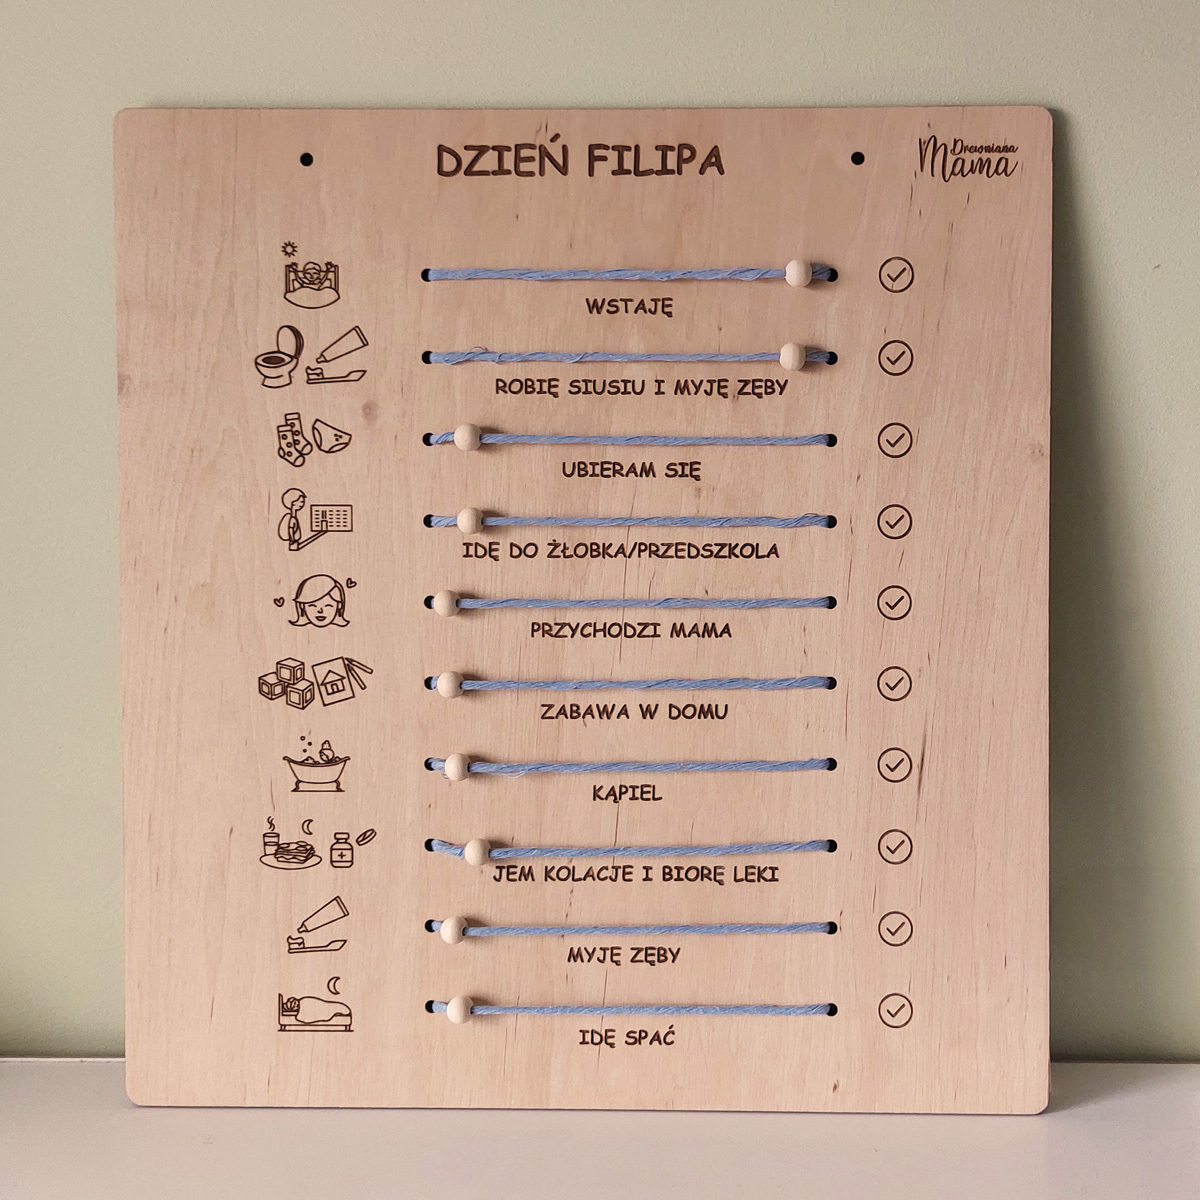 DZIEŃ FILIPA
Drewniana
Mama
WSTAJĘ
ROBIĘ SIUSIU I MYJĘ ZĘBY
UBIERAM SIĘ
IDĘ DO ŻŁOBKA/PRZEDSZKOLA
PRZYCHODZI MAMA
ZABAWA W DOMU
KĄPIEL
JEM KOLACJE I BIORĘ LEKI
MYJĘ ZĘBY
IDĘ SPAĆ